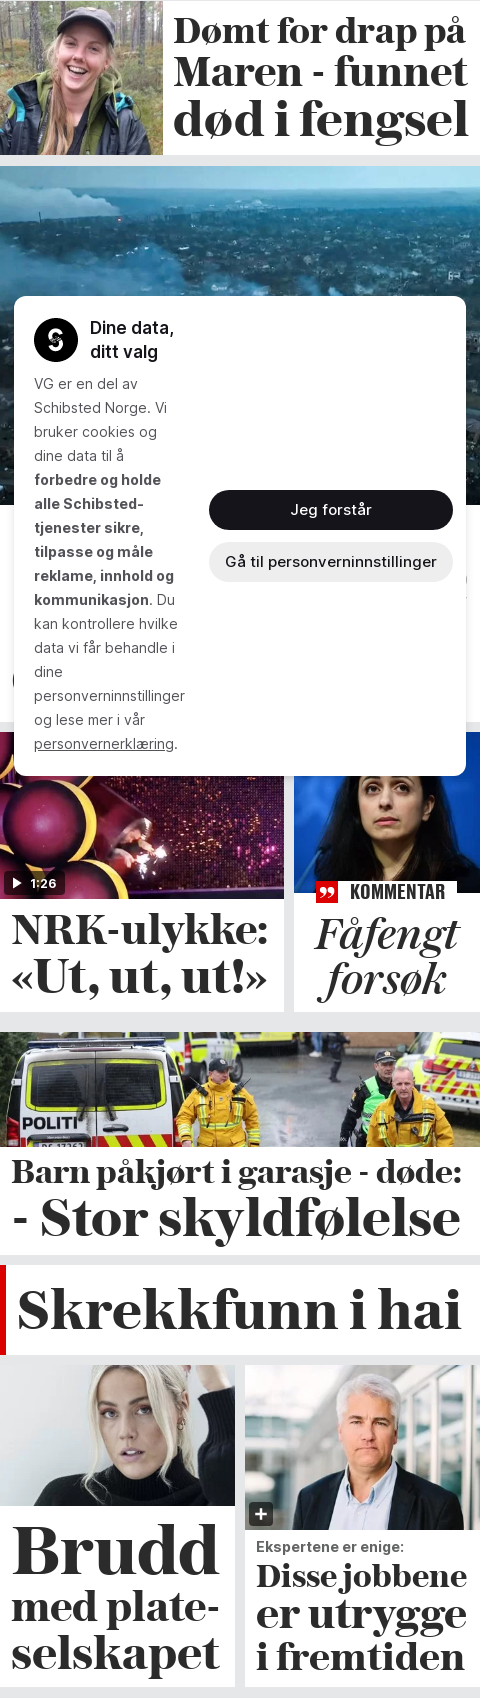 Dømt for drap på
Maren - funnet
død i fengsel
Dine data,
ditt valg
VG er en del av
Schibsted Norge. Vi
bruker cookies og
dine data til å
forbedre og holde
alle Schibsted-
tjenester sikre,
tilpasse og måle
reklame, innhold og
kommunikasjon. Du
kan kontrollere hvilke
data vi får behandle i
dine
personverninnstillinger
og lese mer i vår
personvernerklæring.
Jeg forstår
Gå til personverninnstillinger
1:26
NRK-ulykke:
«Ut, ut, ut!»
KOMMENTAR
Fåfengt
forsøk
POLITI
Barn påkjørt i garasje - døde:
- Stor skyldfølelse
Skrekkfunn i hai
Brudd
med plate-
selskapet
Ekspertene er enige:
Disse jobbene
er utrygge
i fremtiden